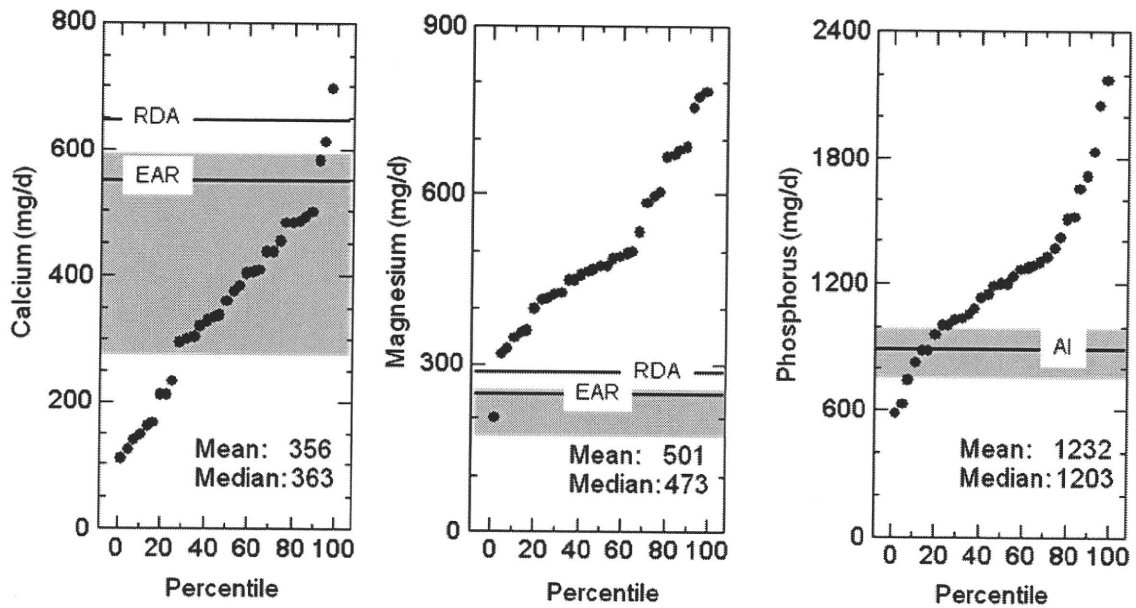 800
600
400
200
0
Calcium (mg/d)
RDA
EAR
Mean: 356
Median: 363
0 20 40 60 80 100
Percentile
900
600
300
0
Magnesium (mg/d)
RDA
EAR
Mean: 501
Median: 473
0 20 40 60 80 100
Percentile
2400
1800
1200
600
0
Phosphorus (mg/d)
AI
Mean: 1232
Median: 1203
0 20 40 60 80 100
Percentile